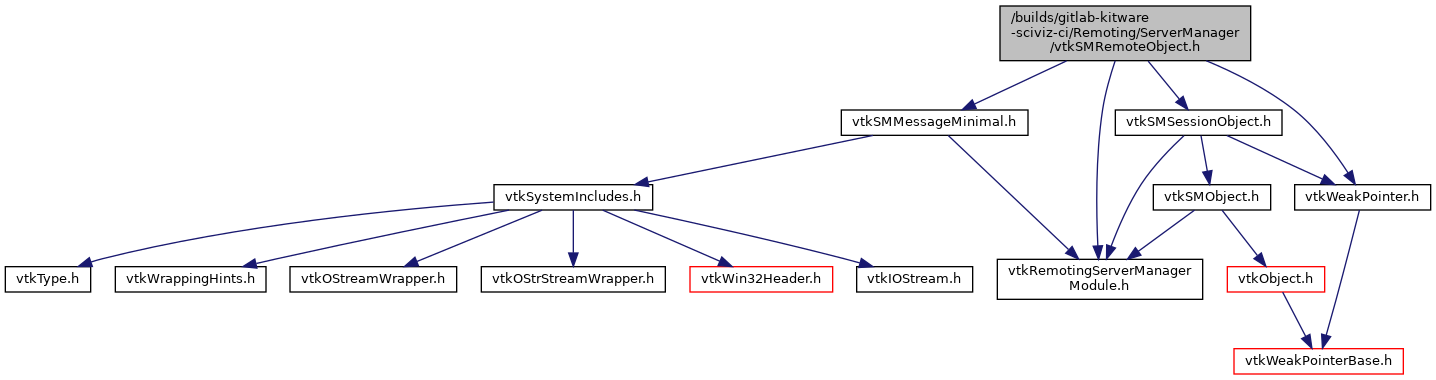 /builds/gitlab-kitware
-sciviz-ci/Remoting/ServerManager
/vtkSMRemoteObject.h
vtkSMMessageMinimal.h
vtkSMSessionObject.h
vtkSystemIncludes.h
vtkSMObject.h
vtkWeakPointer.h
vtkType.h
vtkWrappingHints.h
vtkOStreamWrapper.h
vtkOStrStreamWrapper.h
vtkWin32Header.h
vtkIOStream.h
vtkRemotingServerManager
Module.h
vtkObject.h
vtkWeakPointerBase.h